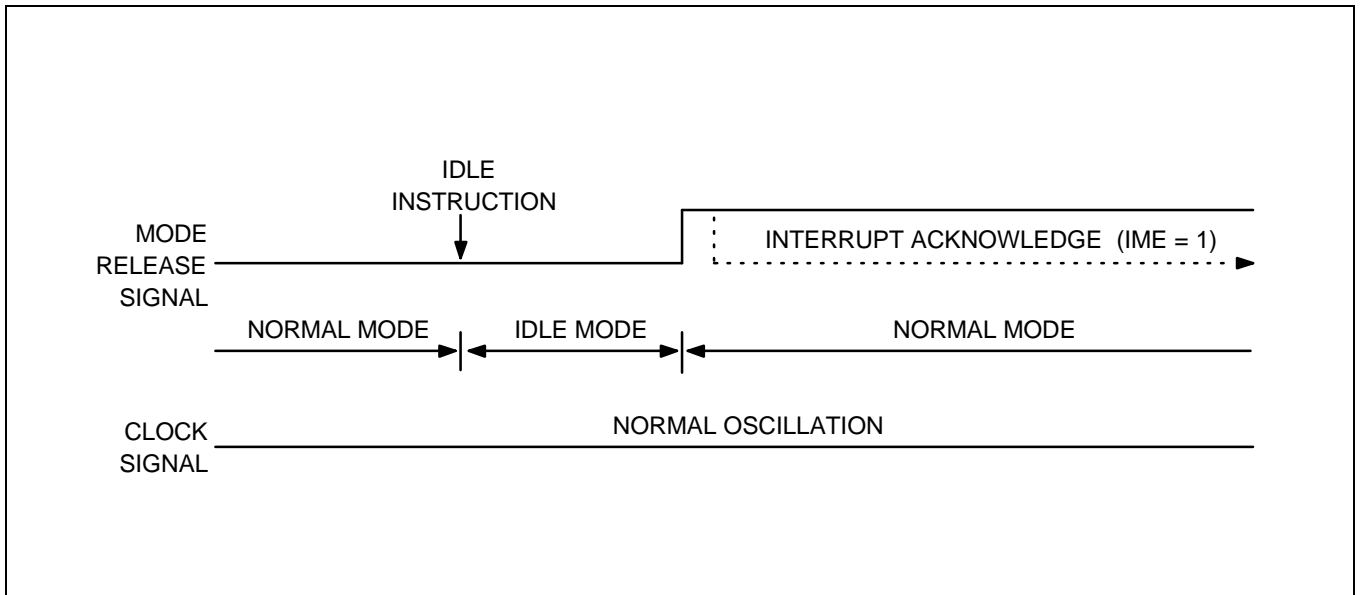 IDLE
INSTRUCTION
MODE
RELEASE
SIGNAL
INTERRUPT ACKNOWLEDGE (IME = 1)
NORMAL MODE
IDLE MODE
NORMAL MODE
CLOCK
SIGNAL
NORMAL OSCILLATION